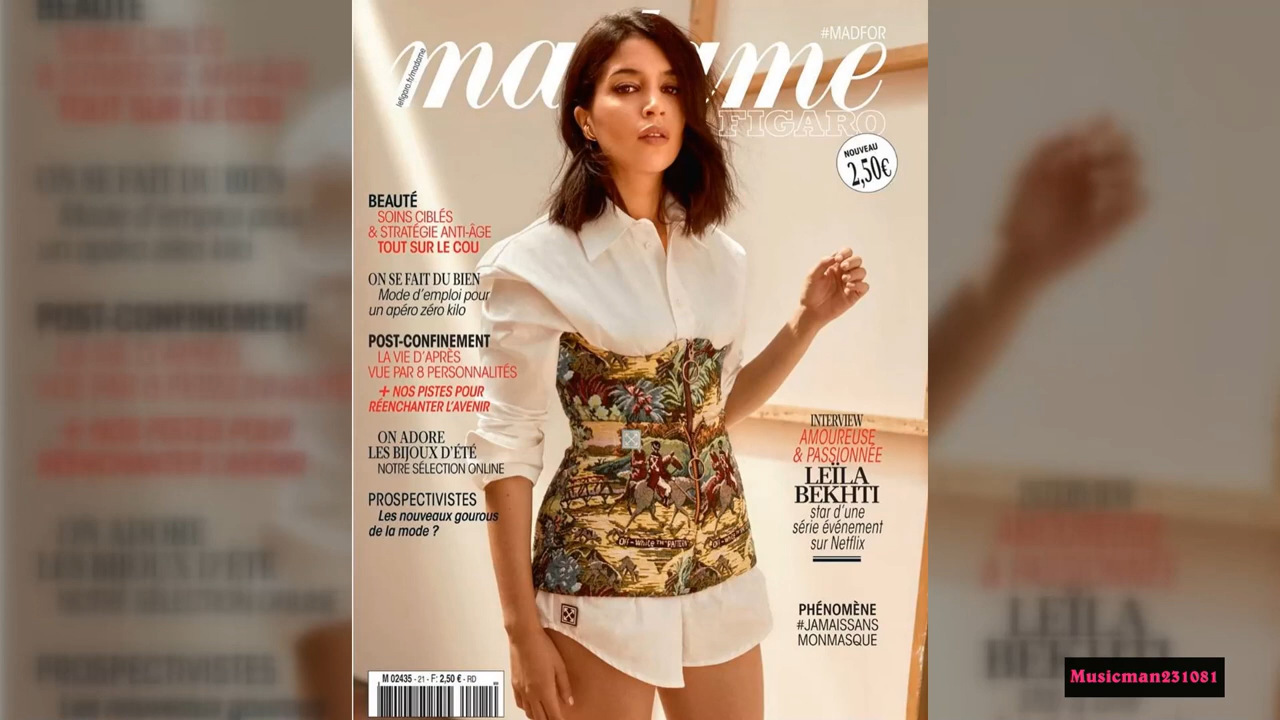 #MADFOR
madame
FIGARO
lefigaro.fr/madame
NOUVEAU
2,50€
BEAUTÉ
SOINS CIBLÉS
& STRATÉGIE ANTI-ÂGE
TOUT SUR LE COU
ON SE FAIT DU BIEN
Mode d'emploi pour
un apéro zéro kilo
POST-CONFINEMENT
LA VIE D'APRÈS
VUE PAR 8 PERSONNALITÉS
+ NOS PISTES POUR
RÉENCHANTER L'AVENIR
ON ADORE
LES BIJOUX D'ÉTÉ
NOTRE SÉLECTION ONLINE
PROSPECTIVISTES
Les nouveaux gourous
de la mode ?
INTERVIEW
AMOUREUSE
& PASSIONNÉE
LEÏLA
BEKHTI
star d'une
série événement
sur Netflix
PHÉNOMÈNE
#JAMAISSANS
MONMASQUE
OFF-WHITE TM PATTERN
M 02435 - 21 - F: 2,50 € - RD
Musicman231081